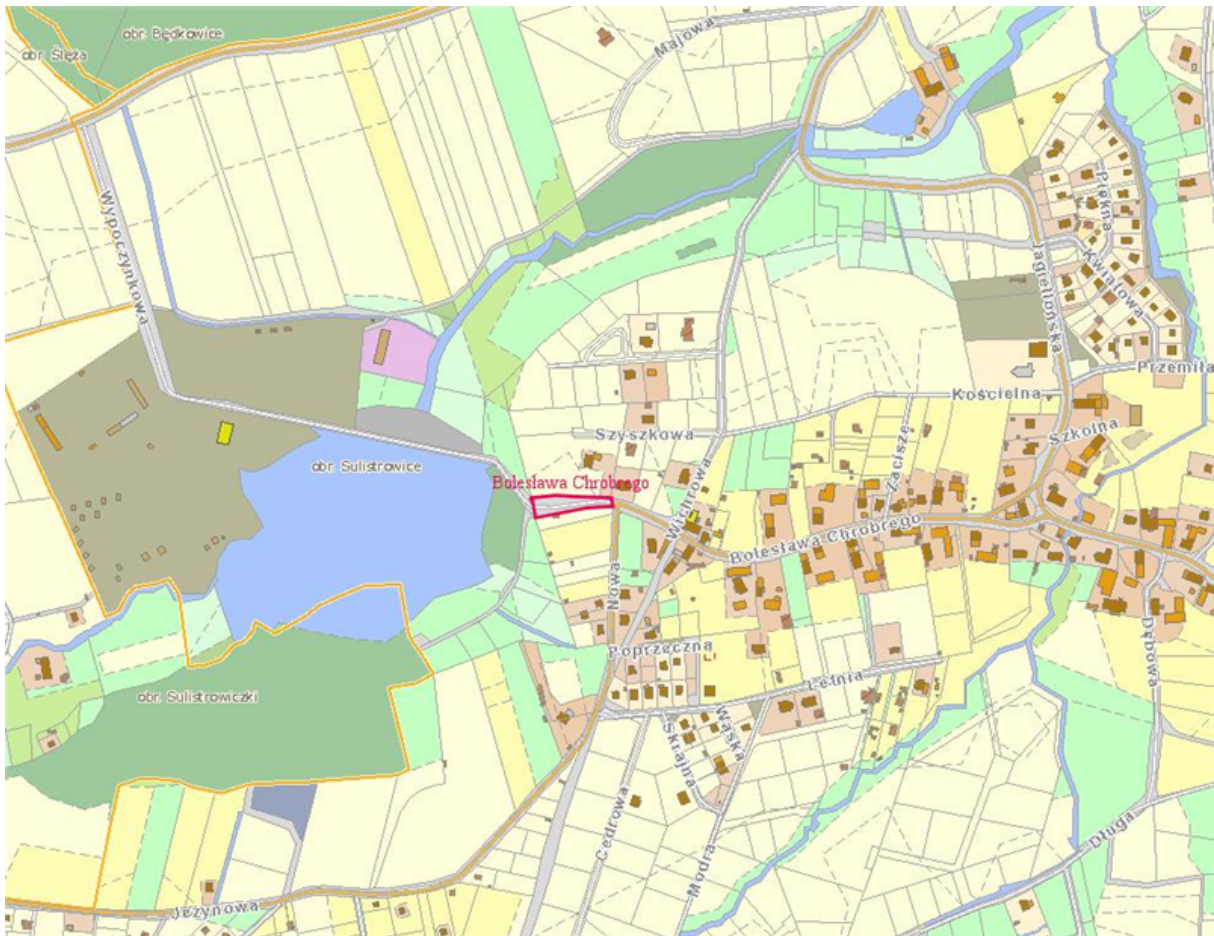 obr. Będkowice
obr. Ślęża
Majowa
Wypoczynkowa
Piękna
Kwiatowa
Jagiellońska
Przemiła
Kościelna
Szyszkowa
Szkolna
Zacisze
obr. Sulistrowice
Bolesława Chrobrego
Wichrowa
Bolesława Chrobrego
Nowa
Poprzeczna
Dębowa
Letnia
obr. Sulistrowiczki
Wąska
Skrajna
Cedrowa
Modra
Długa
Jeżynowa